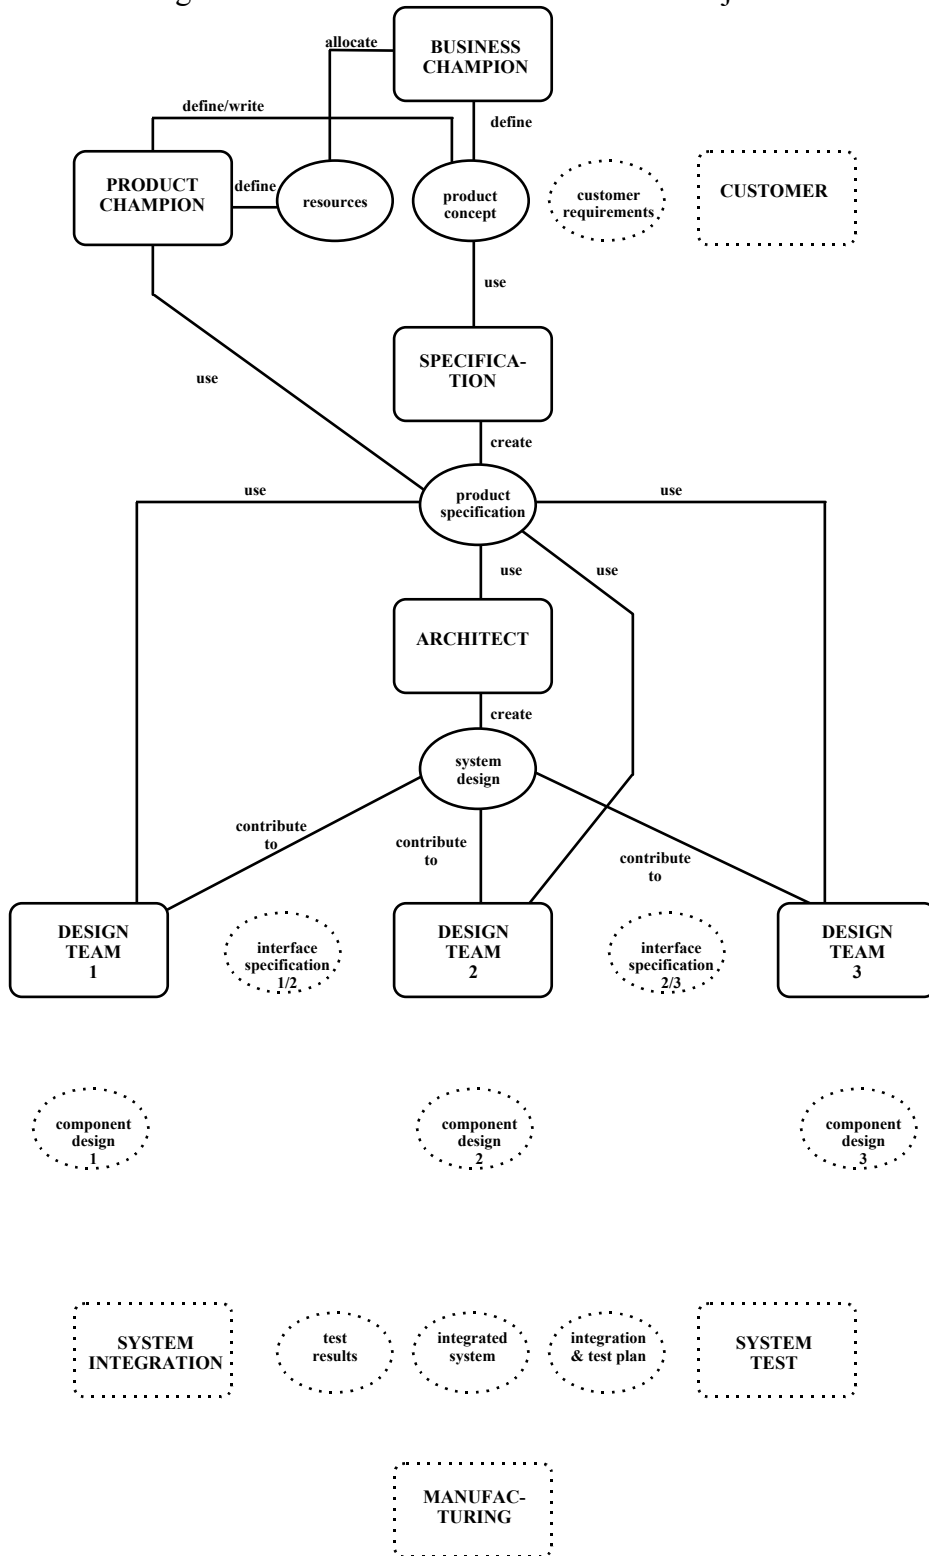 allocate
BUSINESS
CHAMPION
define/write
define
PRODUCT
CHAMPION
define
resources
product
concept
customer
requirements
CUSTOMER
use
SPECIFICA-
TION
use
create
use
product
specification
use
use
use
ARCHITECT
create
system
design
contribute
to
contribute
to
contribute
to
DESIGN
TEAM
1
interface
specification
1/2
DESIGN
TEAM
2
interface
specification
2/3
DESIGN
TEAM
3
component
design
1
component
design
2
component
design
3
SYSTEM
INTEGRATION
test
results
integrated
system
integration
& test plan
SYSTEM
TEST
MANUFAC-
TURING